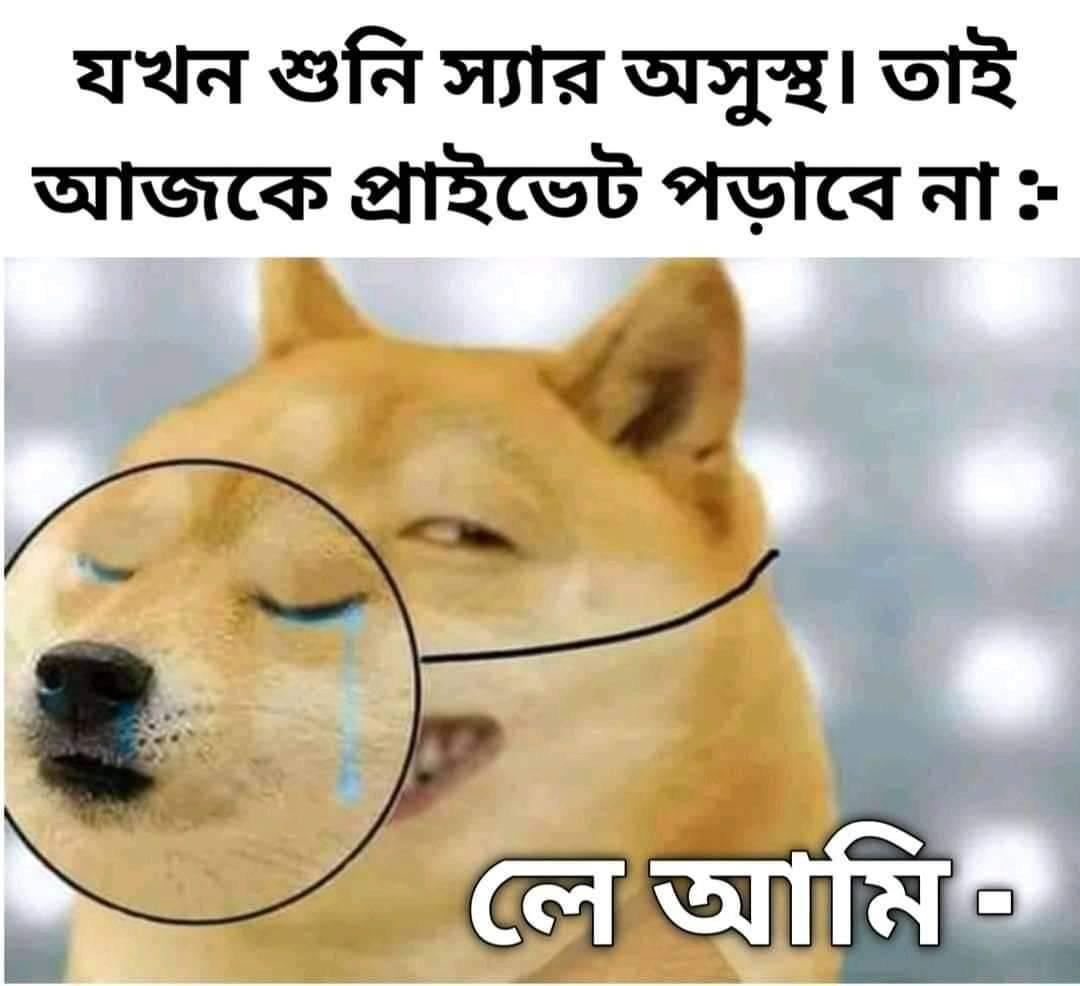 যখন শুনি স্যার অসুস্থ। তাই
আজকে প্রাইভেট পড়াবে না :-
লে আমি -